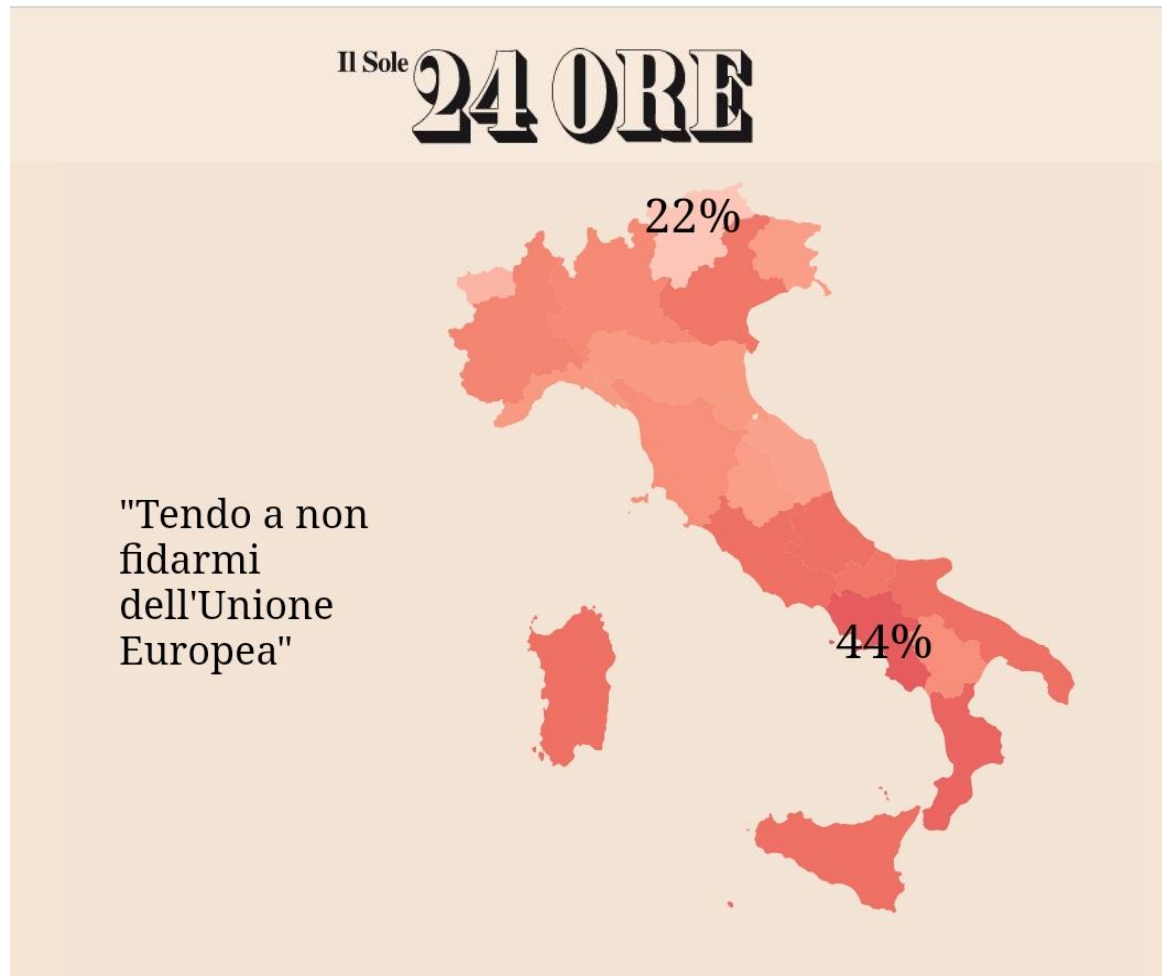 Il Sole 24 ORE
22%
"Tendo a non
fidarmi
dell'Unione
Europea"
44%